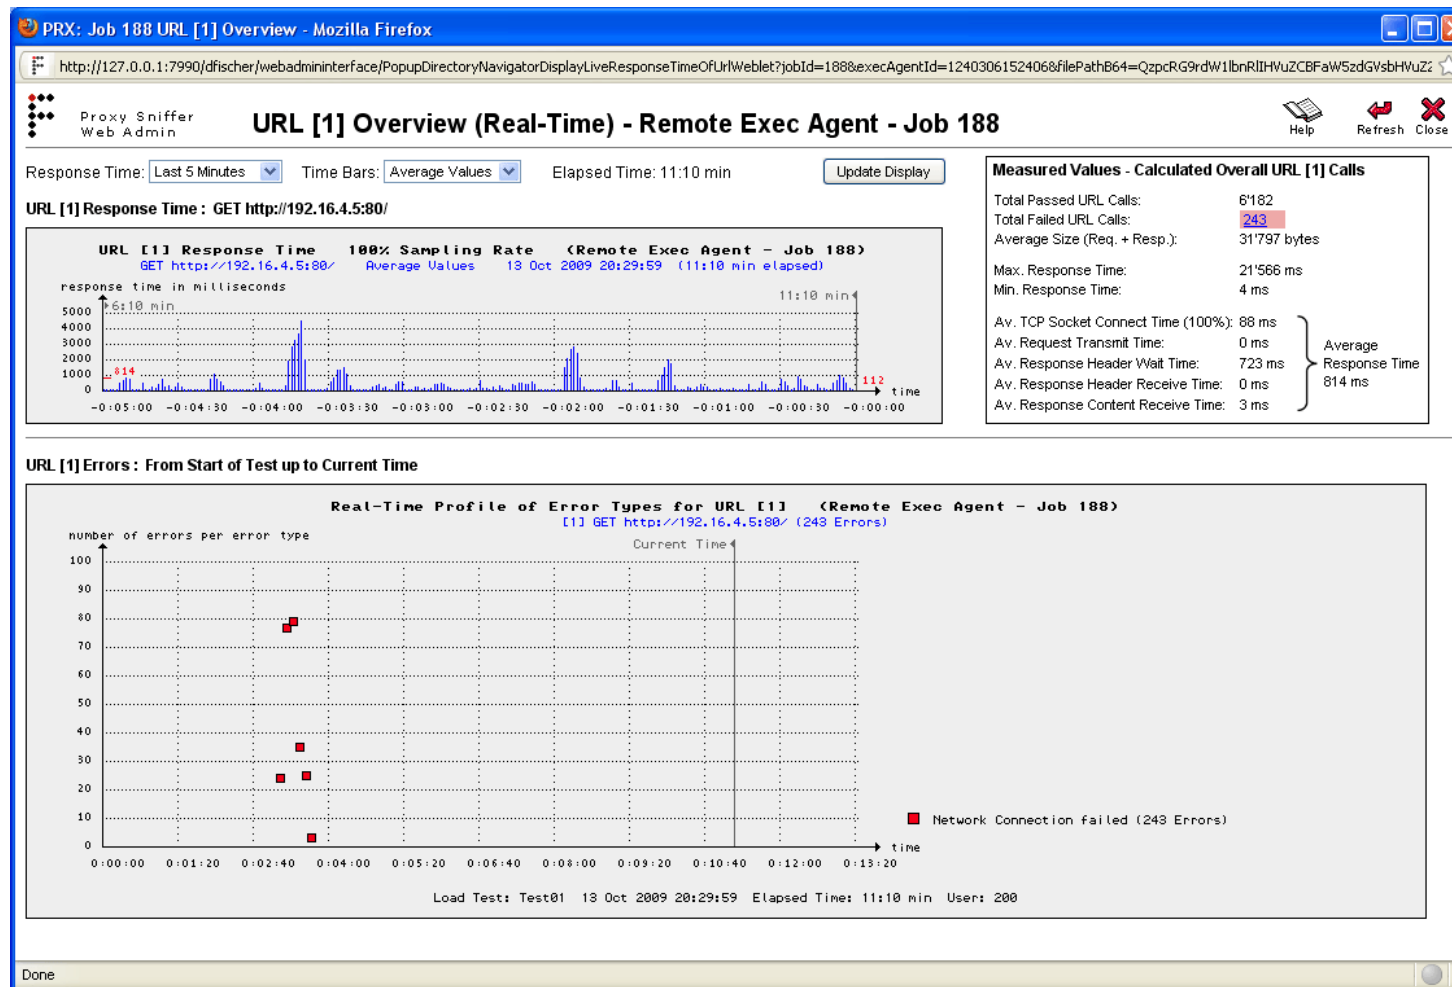 PRX: Job 188 URL [1] Overview - Mozilla Firefox
http://127.0.0.1:7990/dfischer/webadmininterface/PopupDirectoryNavigatorDisplayLiveResponseTimeOfUrlWeblet?jobId=188&execAgentId=1240306152406&filePathB64=
Proxy Sniffer
Web Admin
URL [1] Overview (Real-Time) - Remote Exec Agent - Job 188
Help Refresh Close
Response Time: Last 5 Minutes Time Bars: Average Values Elapsed Time: 11:10 min Update Display
URL [1] Response Time : GET http://192.16.4.5:80/
URL [1] Response Time 100% Sampling Rate (Remote Exec Agent - Job 188)
GET http://192.16.4.5:80/ Average Values 13 Oct 2009 20:29:59 (11:10 min elapsed)
response time in milliseconds
6:10 min
11:10 min
5000
4000
3000
2000
1000
0
814
112
time
-0:05:00 -0:04:30 -0:04:00 -0:03:30 -0:03:00 -0:02:30 -0:02:00 -0:01:30 -0:01:00 -0:00:30 -0:00:00
Measured Values - Calculated Overall URL [1] Calls
Total Passed URL Calls: 6'182
Total Failed URL Calls: 243
Average Size (Req. + Resp.): 31'797 bytes
Max. Response Time: 21'566 ms
Min. Response Time: 4 ms
Av. TCP Socket Connect Time (100%): 88 ms
Av. Request Transmit Time: 0 ms
Av. Response Header Wait Time: 723 ms
Av. Response Header Receive Time: 0 ms
Av. Response Content Receive Time: 3 ms
Average
Response Time
814 ms
URL [1] Errors : From Start of Test up to Current Time
Real-Time Profile of Error Types for URL [1] (Remote Exec Agent - Job 188)
[1] GET http://192.16.4.5:80/ (243 Errors)
number of errors per error type
Current Time
100
90
80
70
60
50
40
30
20
10
0
time
0:00:00 0:01:20 0:02:40 0:04:00 0:05:20 0:06:40 0:08:00 0:09:20 0:10:40 0:12:00 0:13:20
Network Connection failed (243 Errors)
Load Test: Test01 13 Oct 2009 20:29:59 Elapsed Time: 11:10 min User: 200
Done